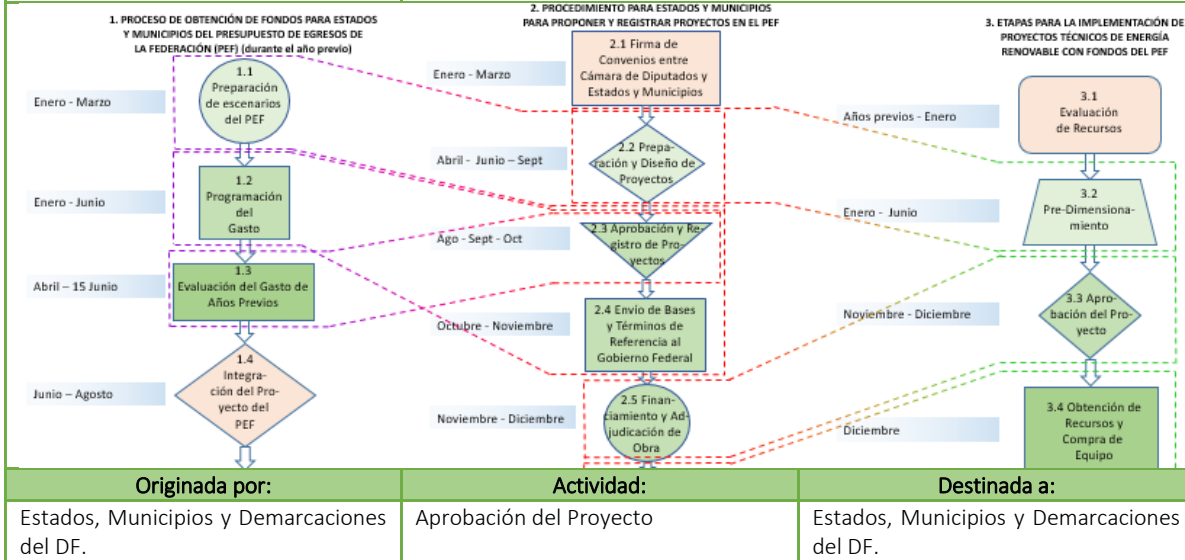 1. PROCESO DE OBTENCIÓN DE FONDOS PARA ESTADOS
Y MUNICIPIOS DEL PRESUPUESTO DE EGRESOS DE
LA FEDERACIÓN (PEF) (durante el año previo)
Enero - Marzo
1.1
Preparación
de escenarios
del PEF
Enero - Junio
1.2
Programación
del
Gasto
Abril – 15 Junio
1.3
Evaluación del Gasto de
Años Previos
Junio – Agosto
1.4
Integra-
ción del Pro-
yecto del
PEF
2. PROCEDIMIENTO PARA ESTADOS Y MUNICIPIOS
PARA PROPONER Y REGISTRAR PROYECTOS EN EL PEF
Enero - Marzo
2.1 Firma de
Convenios entre
Cámara de Diputados y
Estados y Municipios
Abril - Junio – Sept
2.2 Prepa-
ración y Diseño de
Proyectos
Ago - Sept - Oct
2.3 Aprobación y Re-
gistro de Pro-
yectos
Octubre - Noviembre
2.4 Envío de Bases
y Términos de
Referencia al
Gobierno Federal
Noviembre - Diciembre
2.5 Finan-
ciamiento y Ad-
judicación de
Obra
3. ETAPAS PARA LA IMPLEMENTACIÓN DE
PROYECTOS TÉCNICOS DE ENERGÍA
RENOVABLE CON FONDOS DEL PEF
Años previos - Enero
3.1
Evaluación
de Recursos
Enero - Junio
3.2
Pre-Dimensiona-
miento
Noviembre - Diciembre
3.3 Apro-
bación del Pro-
yecto
Diciembre
3.4 Obtención de
Recursos y
Compra de
Equipo
Originada por:
Actividad:
Destinada a:
Estados, Municipios y Demarcaciones
del DF.
Aprobación del Proyecto
Estados, Municipios y Demarcaciones
del DF.